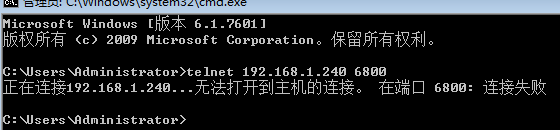 管理员: C:\Windows\system32\cmd.exe
Microsoft Windows [版本 6.1.7601]
版权所有 (c) 2009 Microsoft Corporation。保留所有权利。
C:\Users\Administrator>telnet 192.168.1.240 6800
正在连接192.168.1.240...无法打开到主机的连接。 在端口 6800: 连接失败
C:\Users\Administrator>